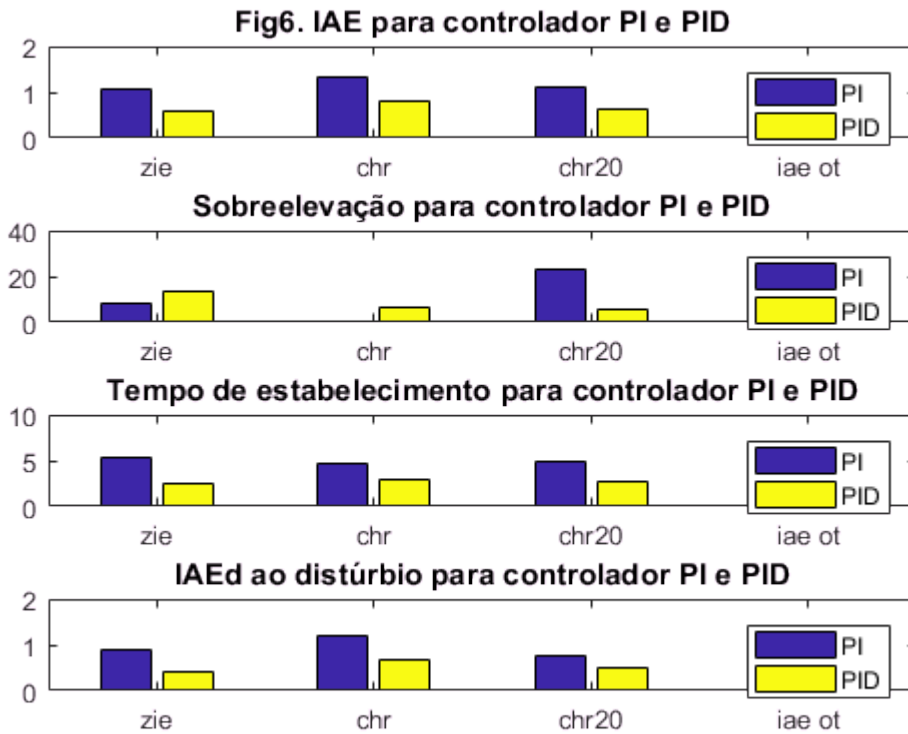 Fig6. IAE para controlador PI e PID
2
1
0
PI
PID
zie chr chr20 iae ot
Sobreelevação para controlador PI e PID
40
20
0
PI
PID
zie chr chr20 iae ot
Tempo de estabelecimento para controlador PI e PID
10
5
0
PI
PID
zie chr chr20 iae ot
IAEd ao distúrbio para controlador PI e PID
2
1
0
PI
PID
zie chr chr20 iae ot